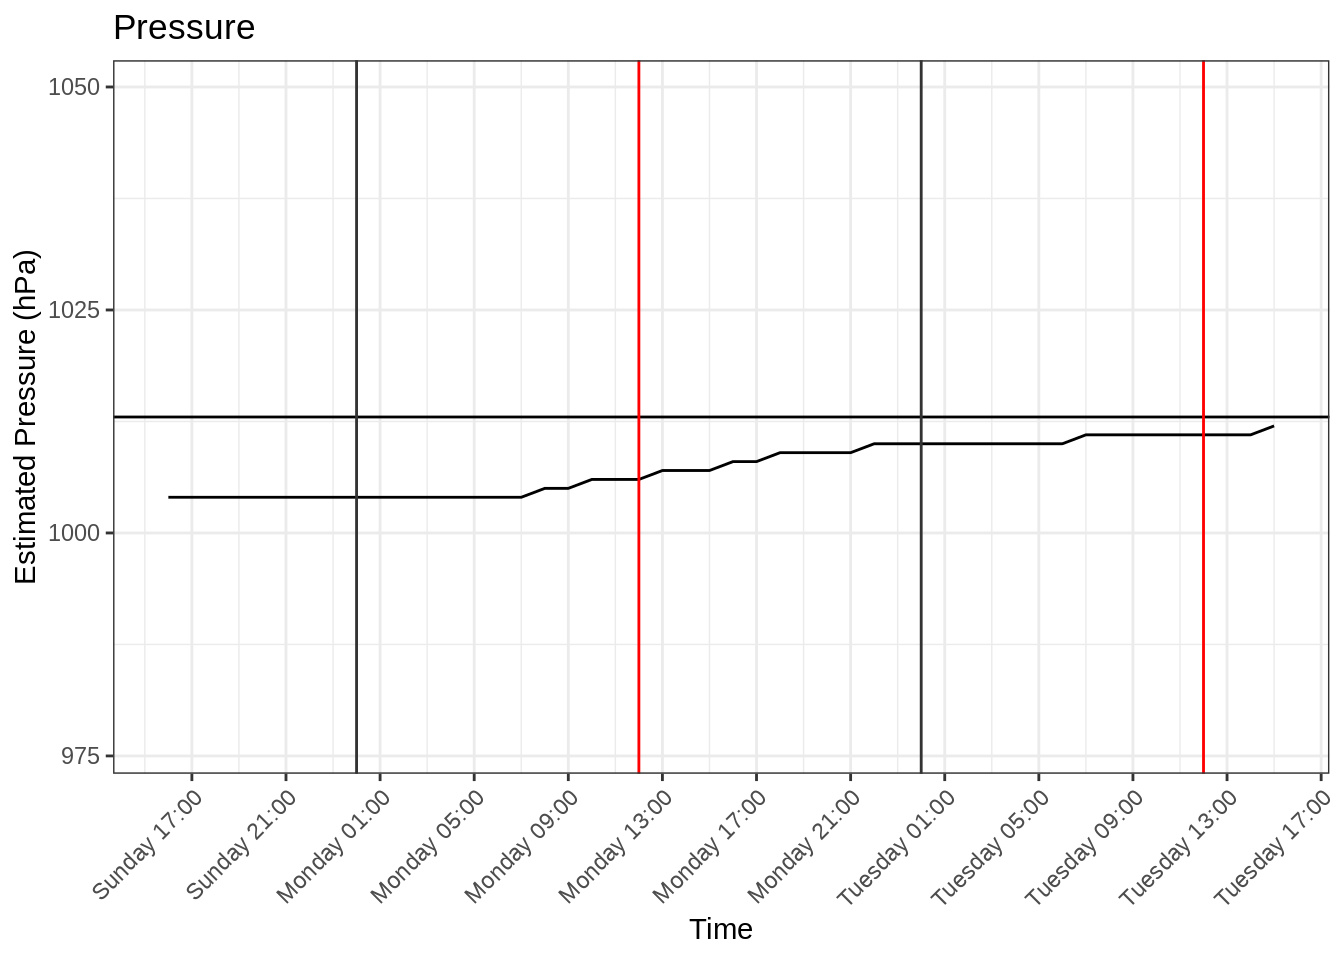 Pressure
Estimated Pressure (hPa)
1050
1025
1000
975
Sunday 17:00
Sunday 21:00
Monday 01:00
Monday 05:00
Monday 09:00
Monday 13:00
Monday 17:00
Monday 21:00
Tuesday 01:00
Tuesday 05:00
Tuesday 09:00
Tuesday 13:00
Tuesday 17:00
Time